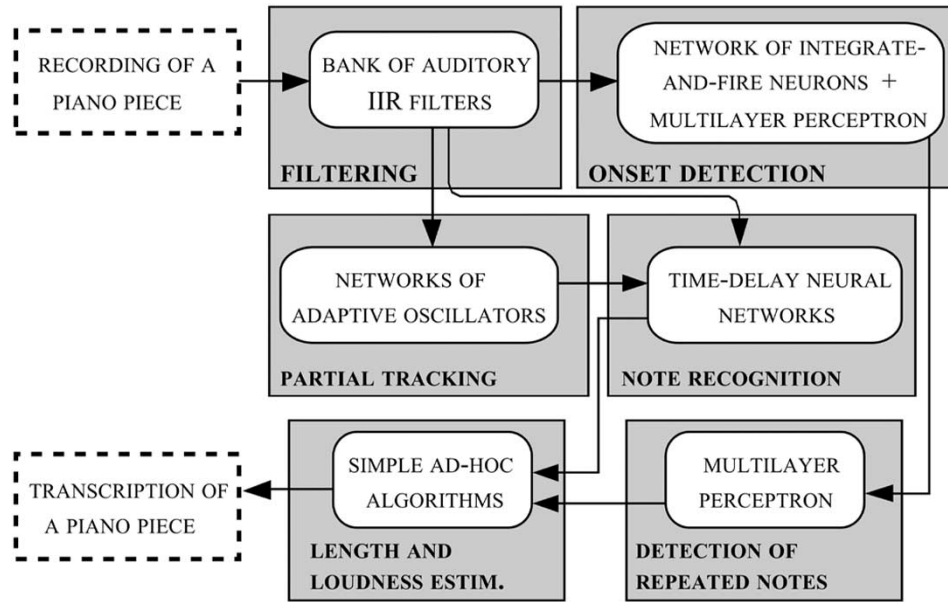 RECORDING OF A
PIANO PIECE
BANK OF AUDITORY
IIR FILTERS
FILTERING
NETWORK OF INTEGRATE-
AND-FIRE NEURONS +
MULTILAYER PERCEPTRON
ONSET DETECTION
NETWORKS OF
ADAPTIVE OSCILLATORS
PARTIAL TRACKING
TIME-DELAY NEURAL
NETWORKS
NOTE RECOGNITION
TRANSCRIPTION OF
A PIANO PIECE
SIMPLE AD-HOC
ALGORITHMS
LENGTH AND
LOUDNESS ESTIM.
MULTILAYER
PERCEPTRON
DETECTION OF
REPEATED NOTES